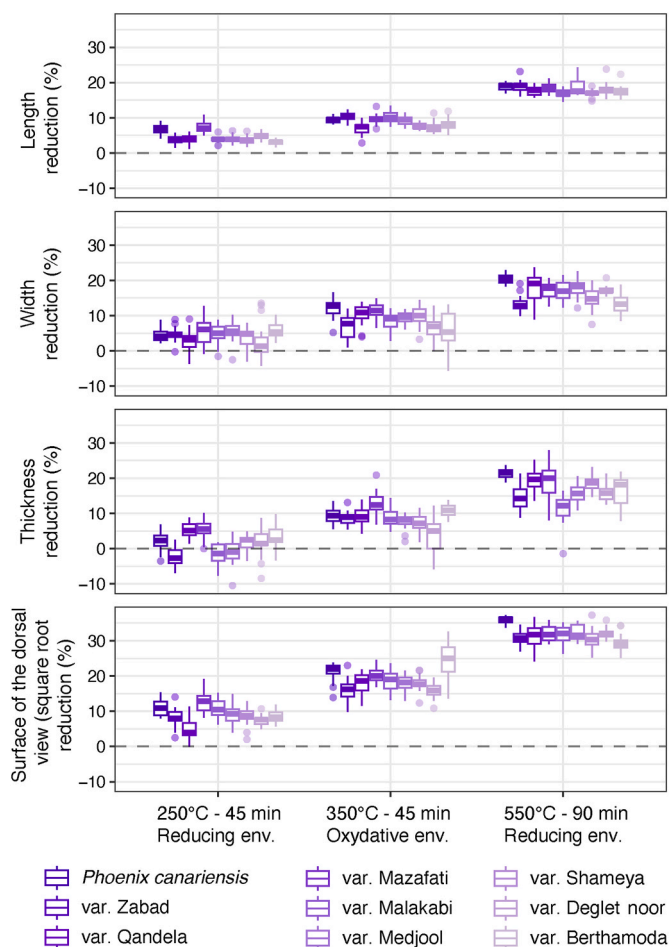 Length
reduction (%)
30
20
10
0
−10
Width
reduction (%)
30
20
10
0
−10
Thickness
reduction (%)
30
20
10
0
−10
Surface of the dorsal
view (square root
reduction (%)
30
20
10
0
−10
250°C - 45 min
Reducing env.
350°C - 45 min
Oxydative env.
550°C - 90 min
Reducing env.
Phoenix canariensis
var. Zabad
var. Qandela
var. Mazafati
var. Malakabi
var. Medjool
var. Shameya
var. Deglet noor
var. Berthamoda